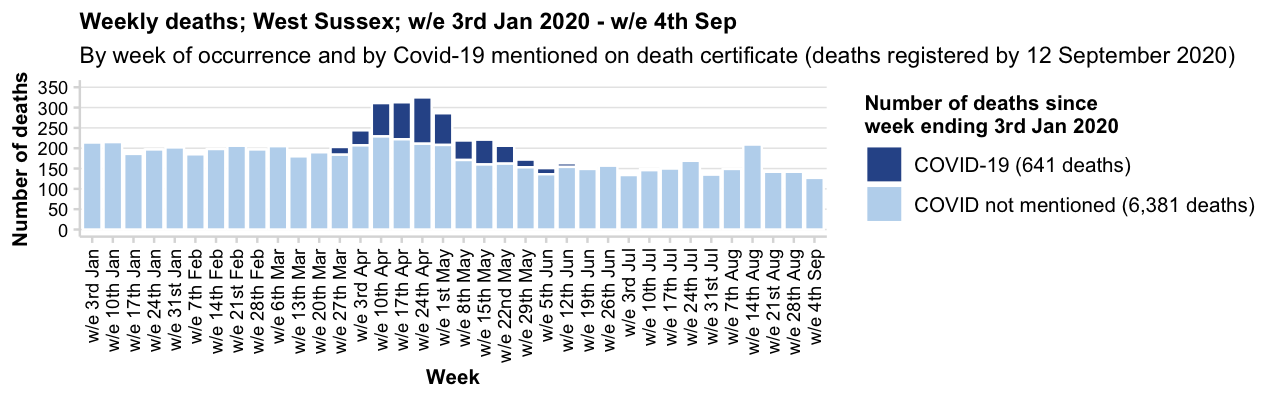 Weekly deaths; West Sussex; w/e 3rd Jan 2020 - w/e 4th Sep
By week of occurrence and by Covid-19 mentioned on death certificate (deaths registered by 12 September 2020)
Number of deaths
350
300
250
200
150
100
50
0
w/e 3rd Jan
w/e 10th Jan
w/e 17th Jan
w/e 24th Jan
w/e 31st Jan
w/e 7th Feb
w/e 14th Feb
w/e 21st Feb
w/e 28th Feb
w/e 6th Mar
w/e 13th Mar
w/e 20th Mar
w/e 27th Mar
w/e 3rd Apr
w/e 10th Apr
w/e 17th Apr
w/e 24th Apr
w/e 1st May
w/e 8th May
w/e 15th May
w/e 22nd May
w/e 29th May
w/e 5th Jun
w/e 12th Jun
w/e 19th Jun
w/e 26th Jun
w/e 3rd Jul
w/e 10th Jul
w/e 17th Jul
w/e 24th Jul
w/e 31st Jul
w/e 7th Aug
w/e 14th Aug
w/e 21st Aug
w/e 28th Aug
w/e 4th Sep
Week
Number of deaths since
week ending 3rd Jan 2020
COVID-19 (641 deaths)
COVID not mentioned (6,381 deaths)